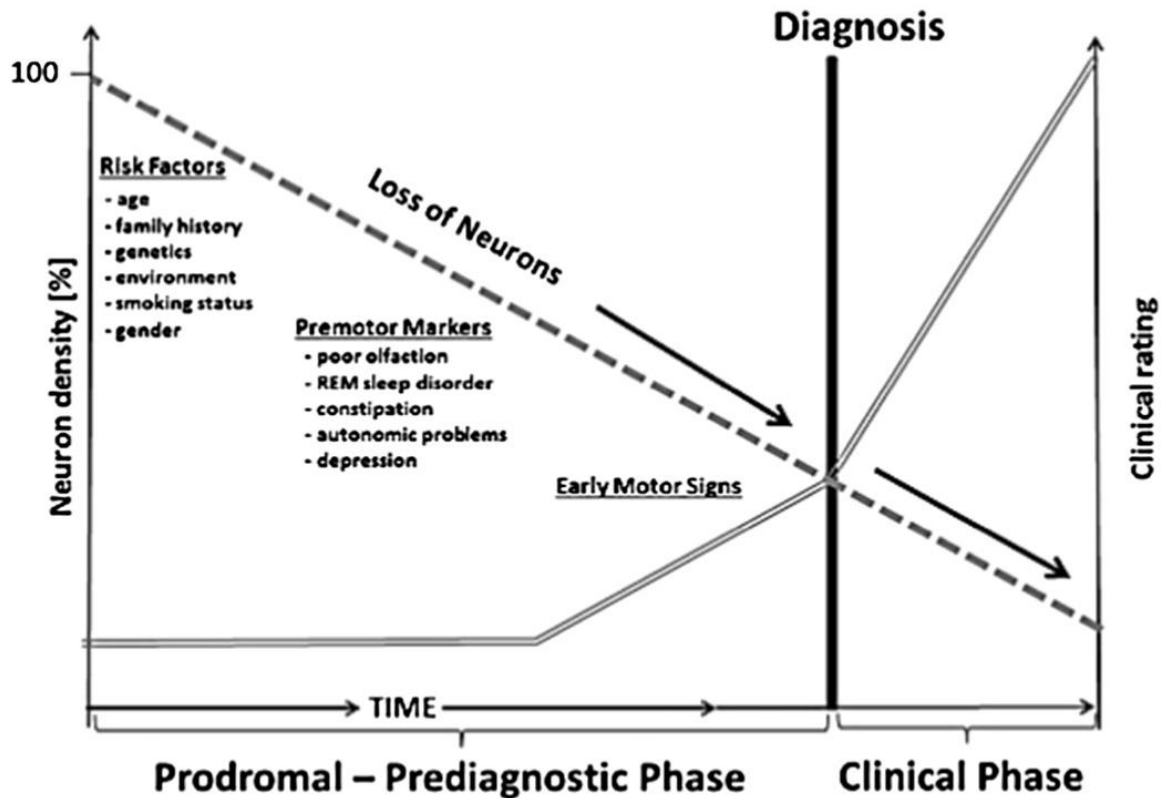 Diagnosis
100
Risk Factors
- age
- family history
- genetics
- environment
- smoking status
- gender
Loss of Neurons
Premotor Markers
- poor olfaction
- REM sleep disorder
- constipation
- autonomic problems
- depression
Early Motor Signs
Neuron density [%]
Clinical rating
TIME
Prodromal – Prediagnostic Phase
Clinical Phase